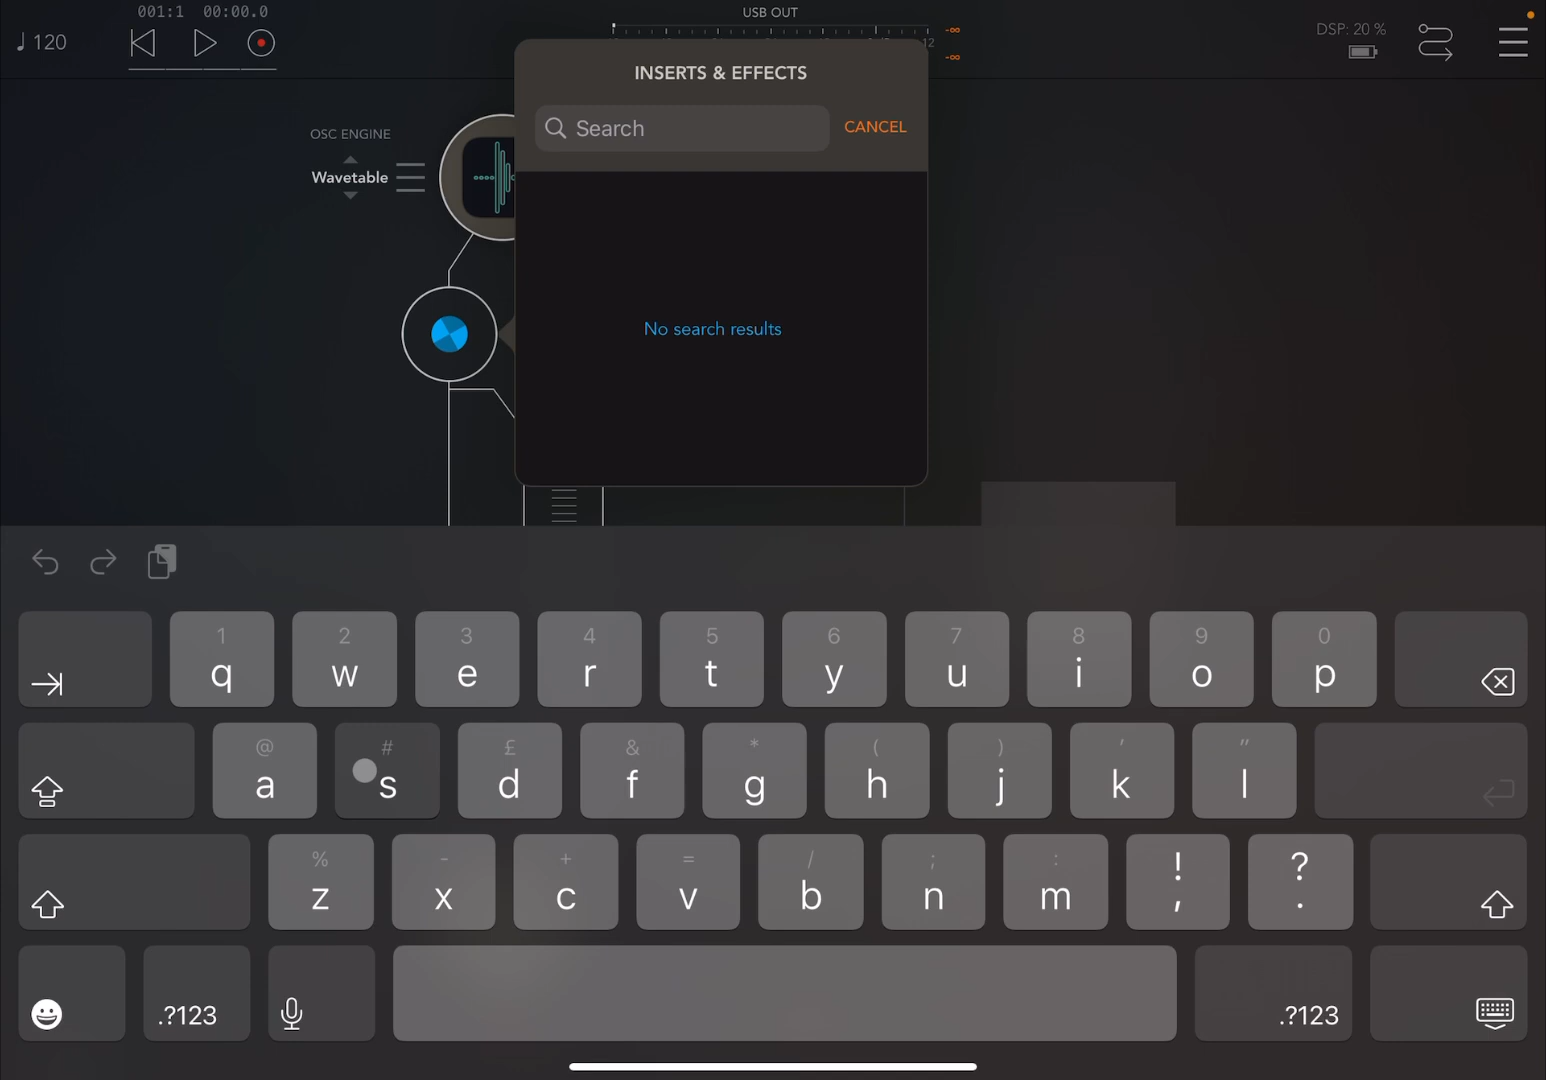 001:1 00:00.0
USB OUT
120
12
-∞
-∞
DSP: 20 %
INSERTS & EFFECTS
Search
CANCEL
OSC ENGINE
Wavetable
No search results
1 2 3 4 5 6 7 8 9 0
q w e r t y u i o p
@ # £ & * ( ) ' "
a s d f g h j k l
% - + = / ; : ! ?
z x c v b n m , .
.?123 .?123